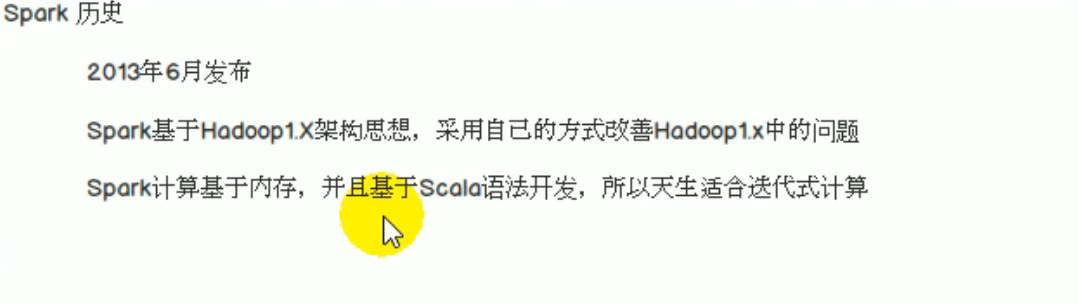 Spark 历史
2013年6月发布
Spark基于Hadoop1.X架构思想，采用自己的方式改善Hadoop1.x中的问题
Spark计算基于内存，并且基于Scala语法开发，所以天生适合迭代式计算